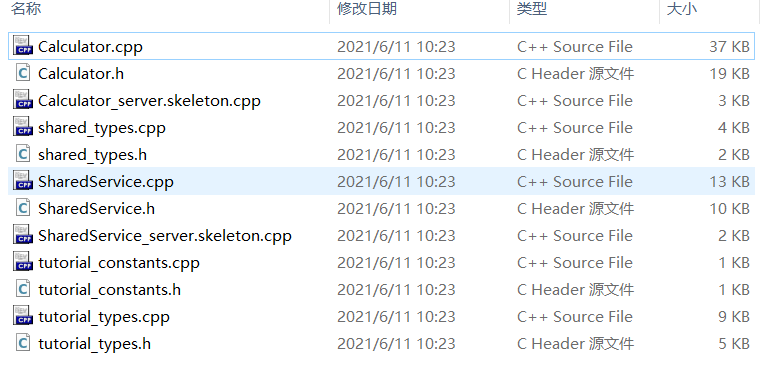 名称 修改日期 类型 大小
Calculator.cpp 2021/6/11 10:23 C++ Source File 37 KB
Calculator.h 2021/6/11 10:23 C Header 源文件 19 KB
Calculator_server.skeleton.cpp 2021/6/11 10:23 C++ Source File 3 KB
shared_types.cpp 2021/6/11 10:23 C++ Source File 4 KB
shared_types.h 2021/6/11 10:23 C Header 源文件 2 KB
SharedService.cpp 2021/6/11 10:23 C++ Source File 13 KB
SharedService.h 2021/6/11 10:23 C Header 源文件 10 KB
SharedService_server.skeleton.cpp 2021/6/11 10:23 C++ Source File 2 KB
tutorial_constants.cpp 2021/6/11 10:23 C++ Source File 1 KB
tutorial_constants.h 2021/6/11 10:23 C Header 源文件 1 KB
tutorial_types.cpp 2021/6/11 10:23 C++ Source File 9 KB
tutorial_types.h 2021/6/11 10:23 C Header 源文件 5 KB